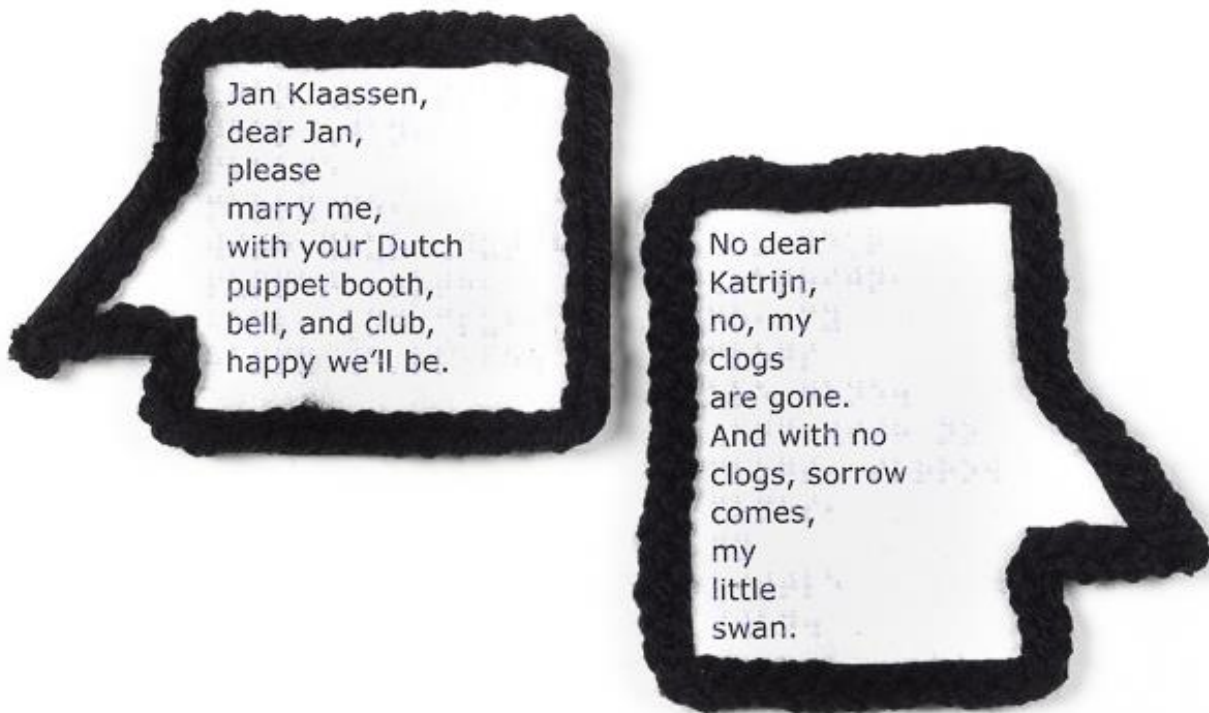 Jan Klaassen,
dear Jan,
please
marry me,
with your Dutch
puppet booth,
bell, and club,
happy we'll be.
No dear
Katrijn,
no, my
clogs
are gone.
And with no
clogs, sorrow
comes,
my
little
swan.